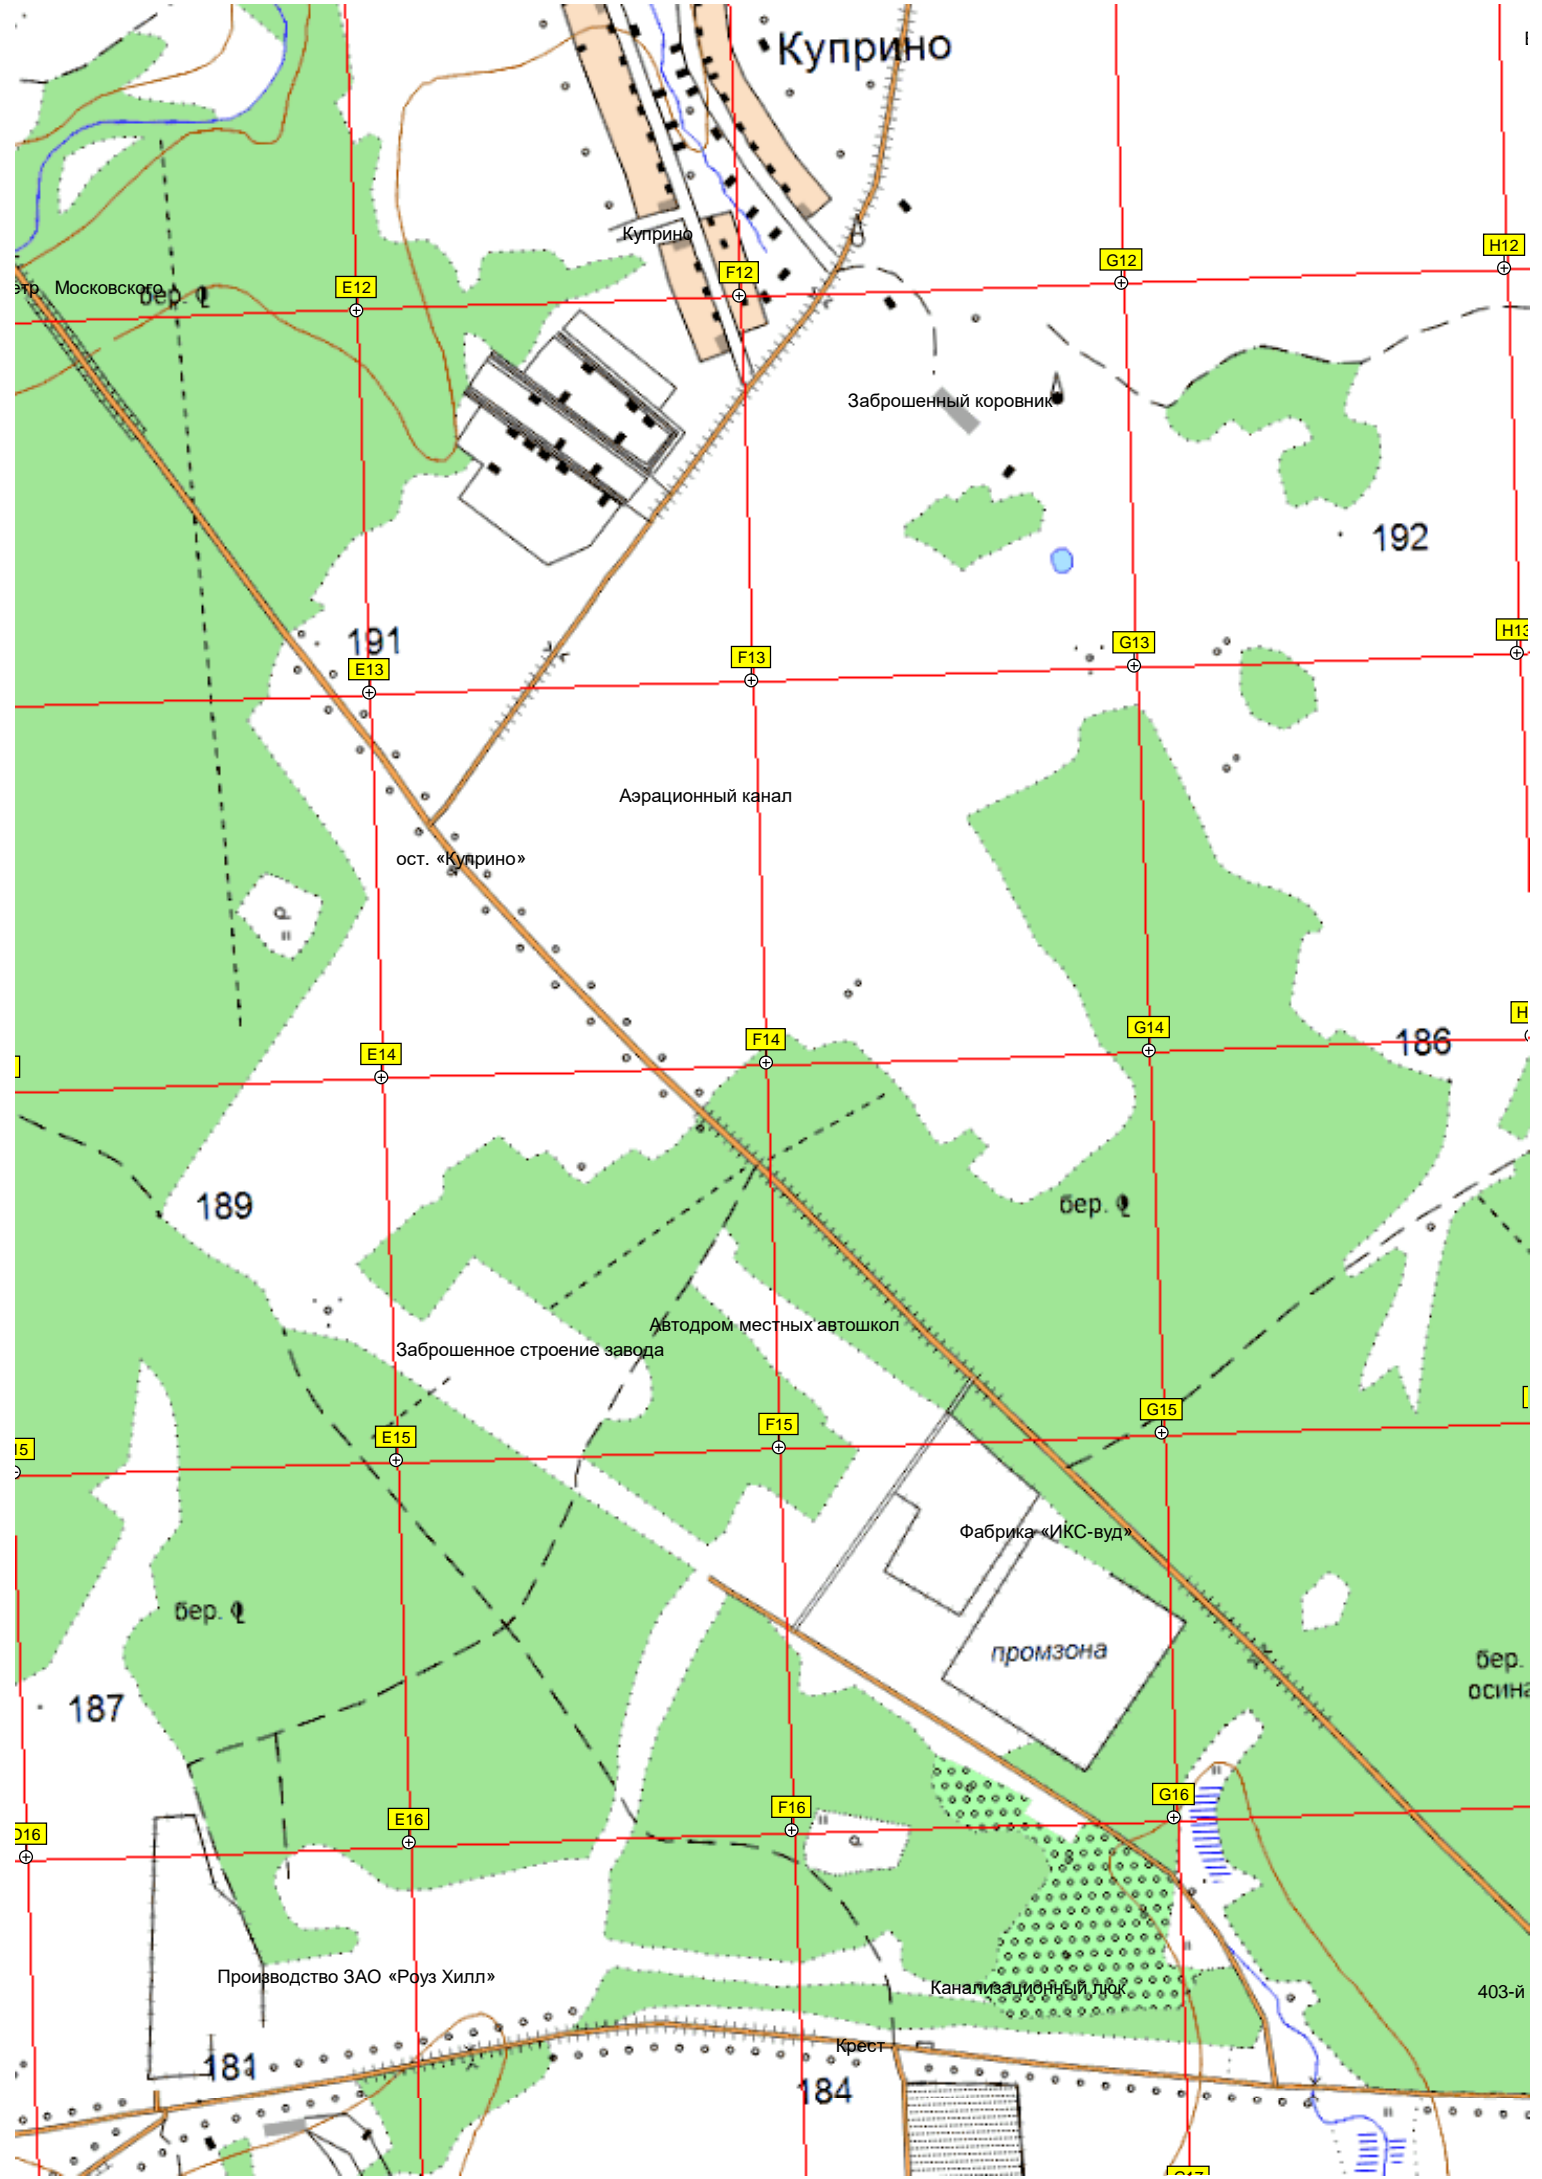 Куприно
Куприно
H12
G12
F12
E12
Московского
бер.
Заброшенный коровник
192
191
H13
G13
F13
E13
Аэрационный канал
ост. «Куприно»
186
G14
F14
E14
189
бер.
Автодром местных автошкол
Заброшенное строение завода
G15
F15
E15
Фабрика «ИКС-вуд»
бер.
промзона
бер.
187
G16
F16
E16
Производство ЗАО «Роуз Хилл»
Канализационный люк
403-й
Крест
181
184